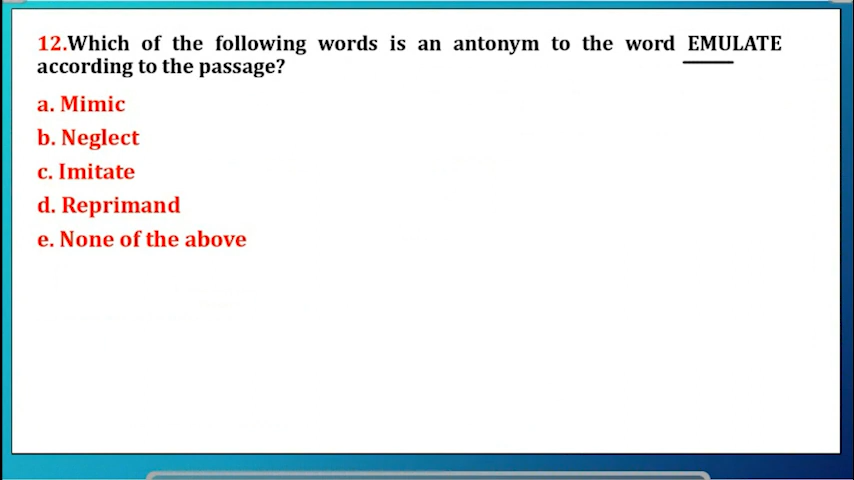 12.Which of the following words is an antonym to the word EMULATE
according to the passage?
a. Mimic
b. Neglect
c. Imitate
d. Reprimand
e. None of the above